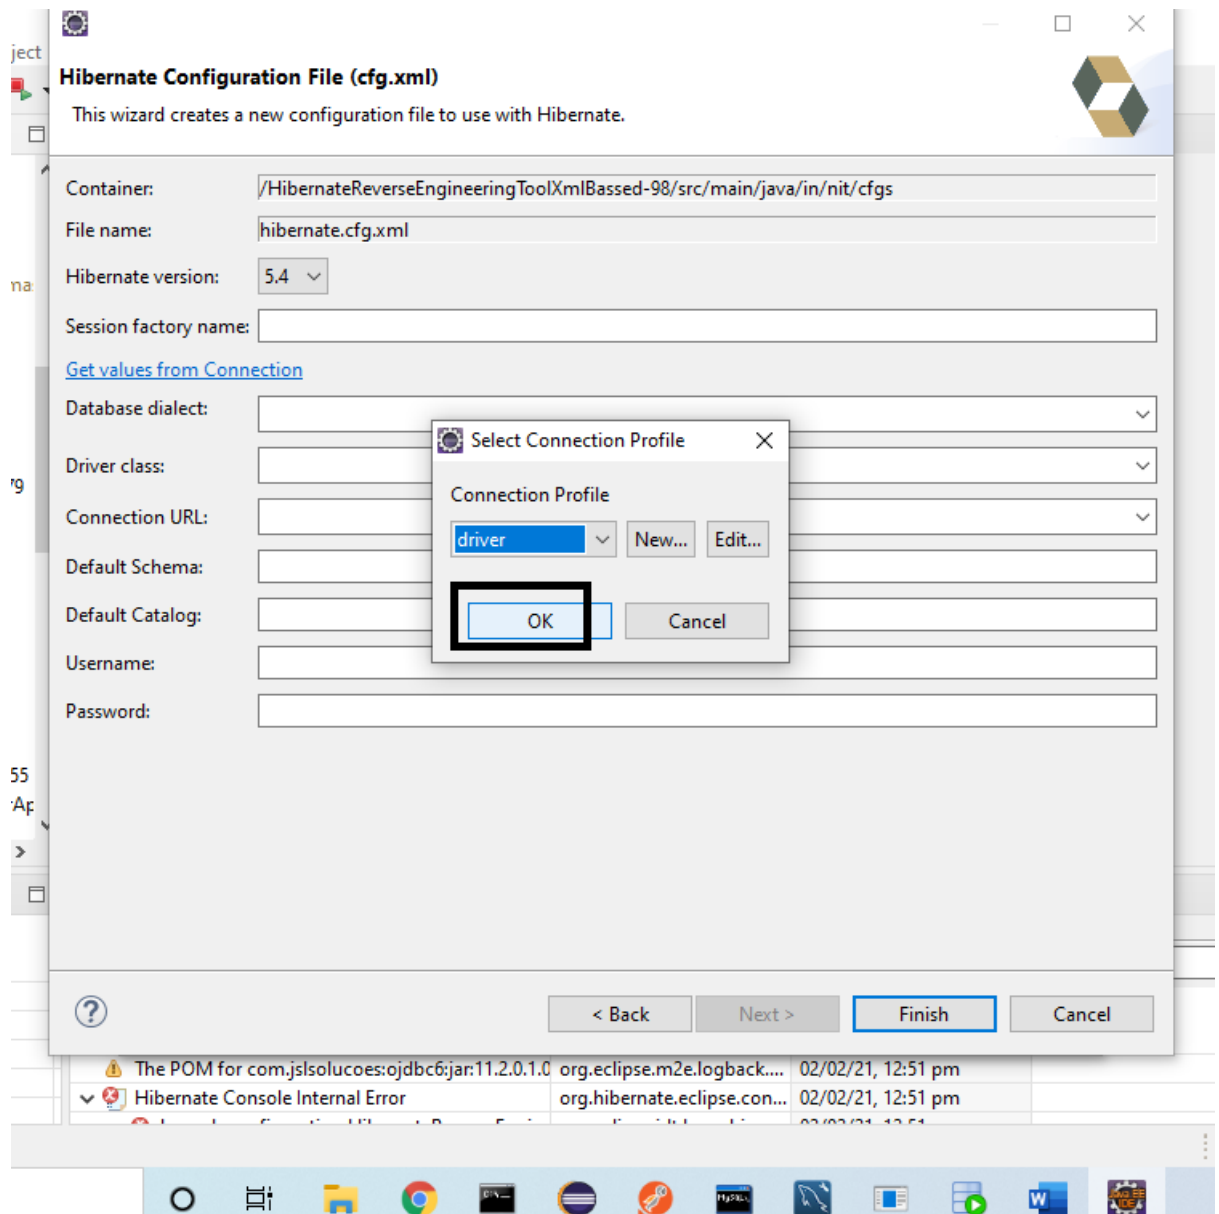 ject
Hibernate Configuration File (cfg.xml)
This wizard creates a new configuration file to use with Hibernate.
Container: /HibernateReverseEngineeringToolXmlBassed-98/src/main/java/in/nit/cfgs
File name: hibernate.cfg.xml
Hibernate version: 5.4
Session factory name:
Get values from Connection
Database dialect:
Driver class:
Connection URL:
Default Schema:
Default Catalog:
Username:
Password:
Select Connection Profile
Connection Profile
driver New... Edit...
OK Cancel
55
< Back Next > Finish Cancel
The POM for com.jslsolucoes:ojdbc6:jar:11.2.0.1.0 org.eclipse.m2e.logback.... 02/02/21, 12:51 pm
Hibernate Console Internal Error org.hibernate.eclipse.con... 02/02/21, 12:51 pm